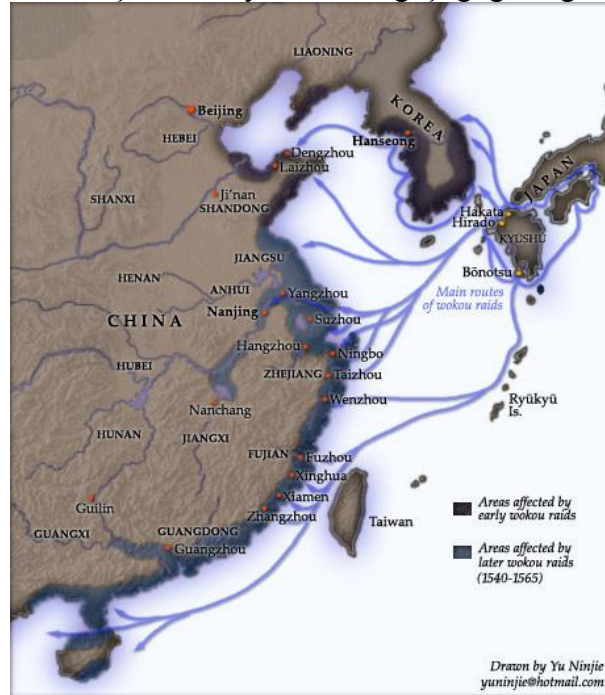 LIAONING
Beijing
KOREA
HEBEI
Hanseong
Dengzhou
Laizhou
JAPAN
SHANXI
Ji'nan
SHANDONG
Hakata
Hirado
KYUSHU
JIANGSU
Bōnotsu
HENAN
ANHUI
Yangzhou
Main routes
of wokou raids
Nanjing
CHINA
Suzhou
Hangzhou
Ningbo
HUBEI
ZHEJIANG
Taizhou
Wenzhou
Ryūkyū
Is.
Nanchang
HUNAN
JIANGXI
FUJIAN
Fuzhou
Xinghua
Guilin
Xiamen
Zhangzhou
Taiwan
GUANGXI
GUANGDONG
Guangzhou
Areas affected by
early wokou raids
Areas affected by
later wokou raids
(1540-1565)
Drawn by Yu Ninjie
yuninjie@hotmail.com